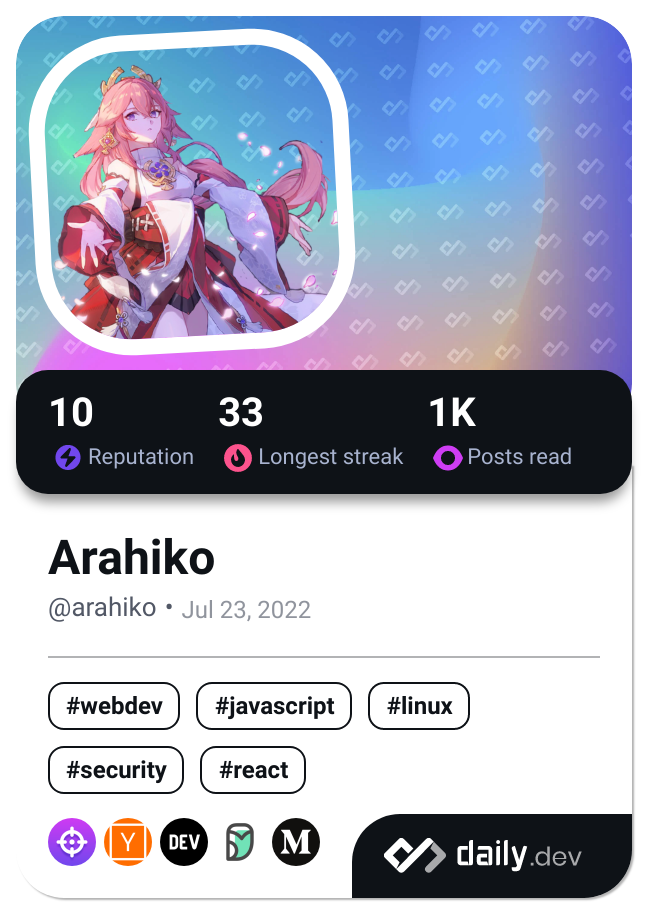 10 33 1K
Reputation Longest streak Posts read
Arahiko
@arahiko • Jul 23, 2022
#webdev #javascript #linux
#security #react
Y DEV M daily.dev